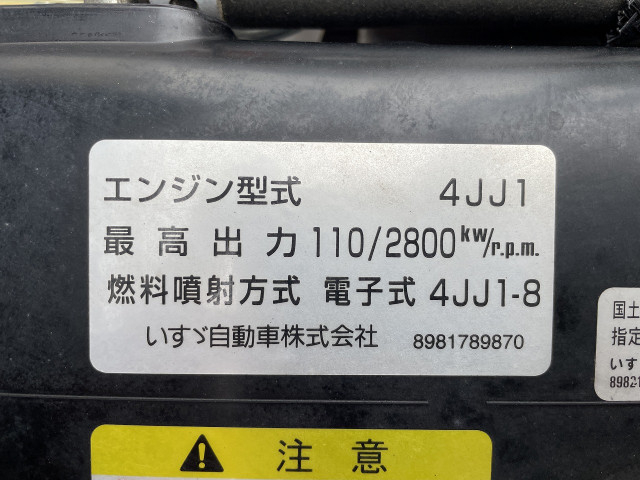 エンジン型式 4JJ1
最高出力 110/2800kW/r.p.m.
燃料噴射方式 電子式 4JJ1-8
いすゞ自動車株式会社 8981789870
国土
指定
いす
8982
注意